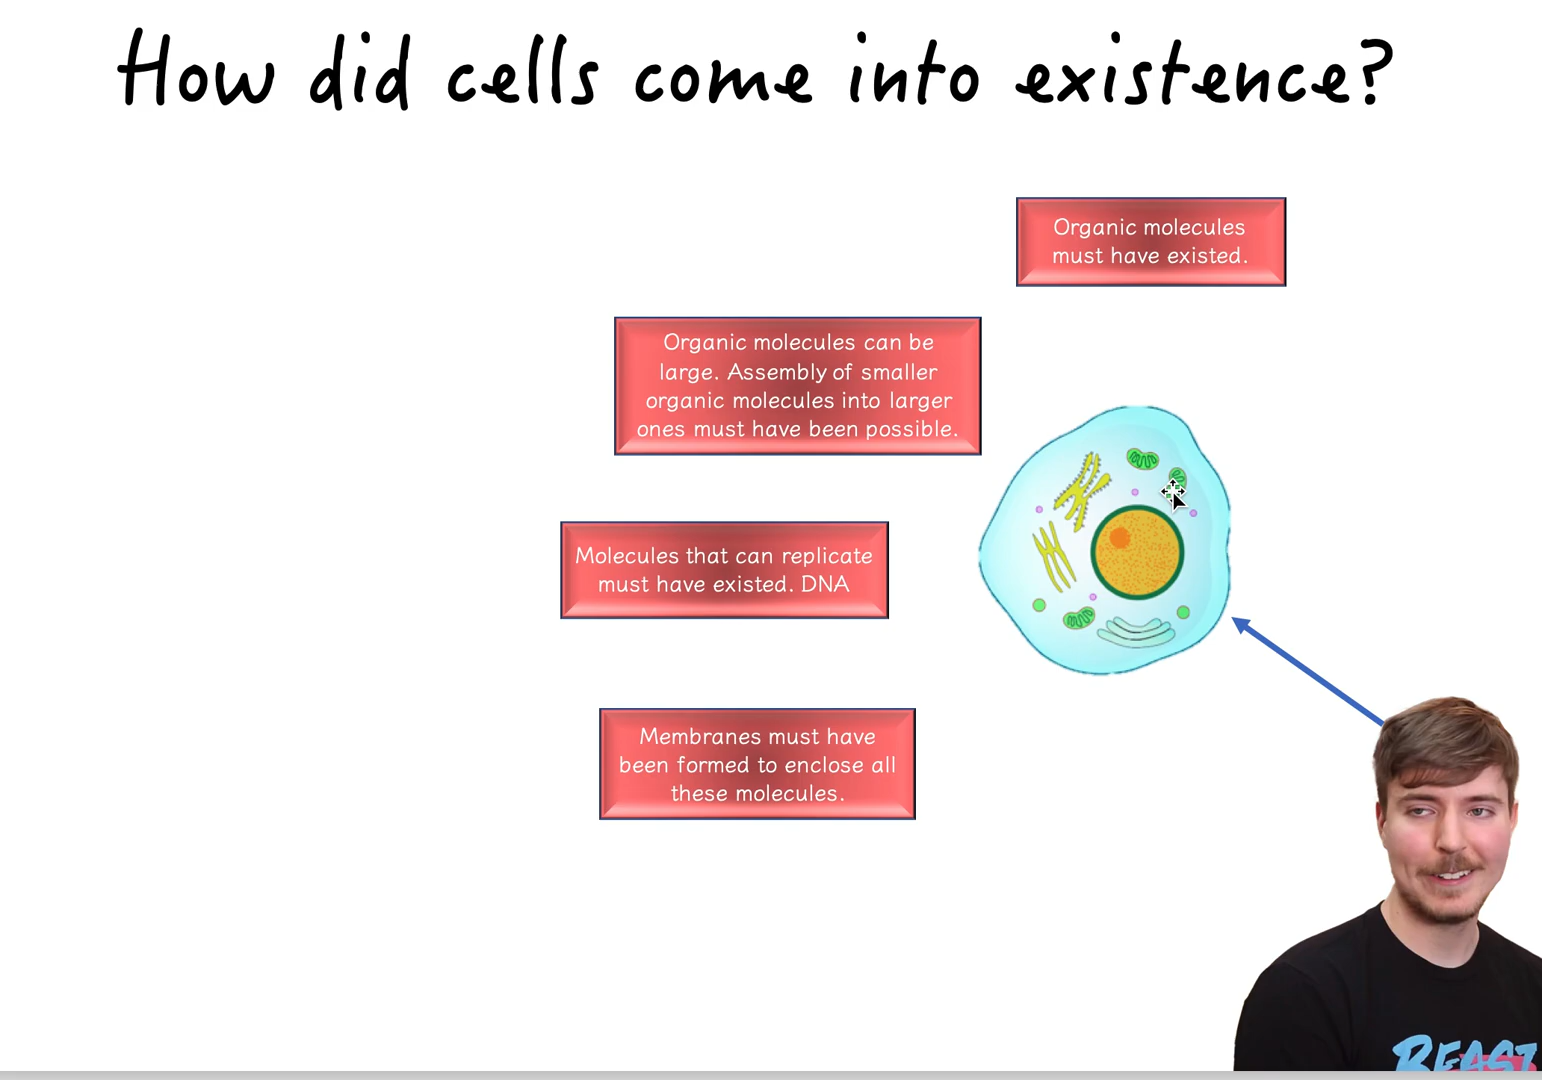 How did cells come into existence?
Organic molecules
must have existed.
Organic molecules can be
large. Assembly of smaller
organic molecules into larger
ones must have been possible.
Molecules that can replicate
must have existed. DNA
Membranes must have
been formed to enclose all
these molecules.
BEAST